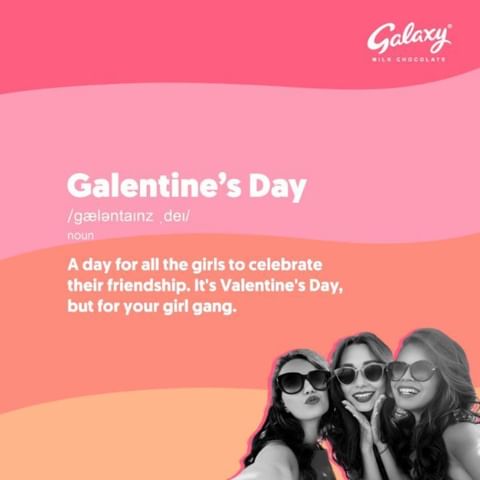 Galaxy®
MILK CHOCOLATE
Galentine's Day
/gæləntaɪnz ˌdeɪ/
noun
A day for all the girls to celebrate
their friendship. It's Valentine's Day,
but for your girl gang.